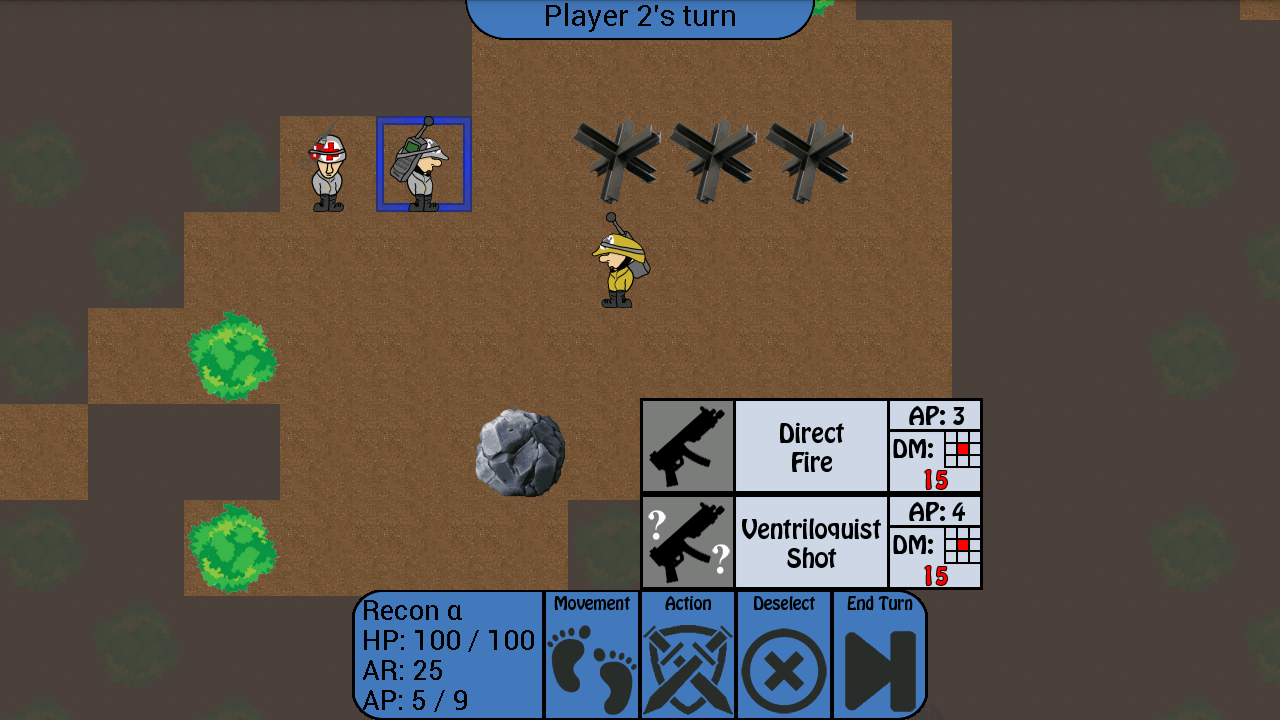 Player 2's turn
Direct
Fire
AP: 3
DM:
15
?
?
Ventriloquist
Shot
AP: 4
DM:
15
Recon α
HP: 100 / 100
AR: 25
AP: 5 / 9
Movement
Action
Deselect
End Turn